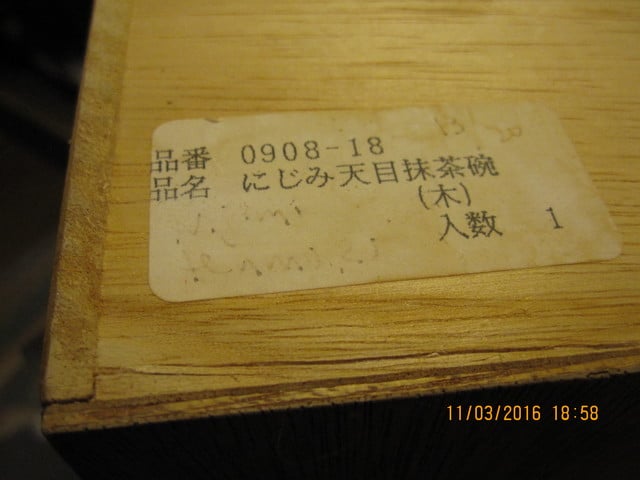 品番 0908-18
品名 にじみ天目抹茶碗
(木)
入数 1
11/03/2016 18:58